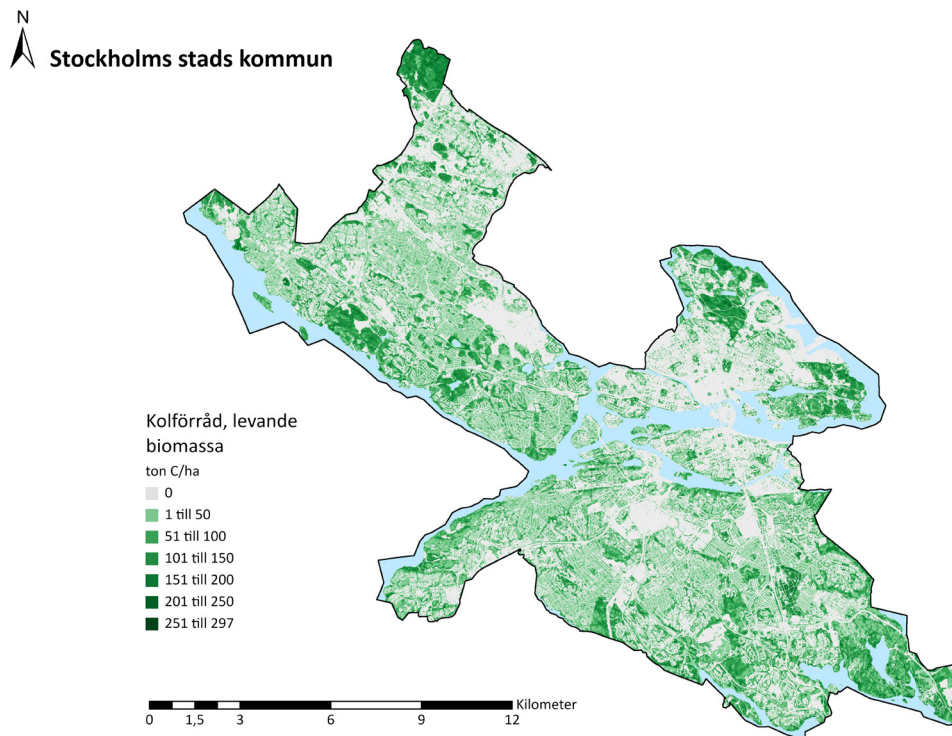 N
Stockholms stads kommun
Kolförråd, levande
biomassa
ton C/ha
0
1 till 50
51 till 100
101 till 150
151 till 200
201 till 250
251 till 297
Kilometer
0 1,5 3 6 9 12